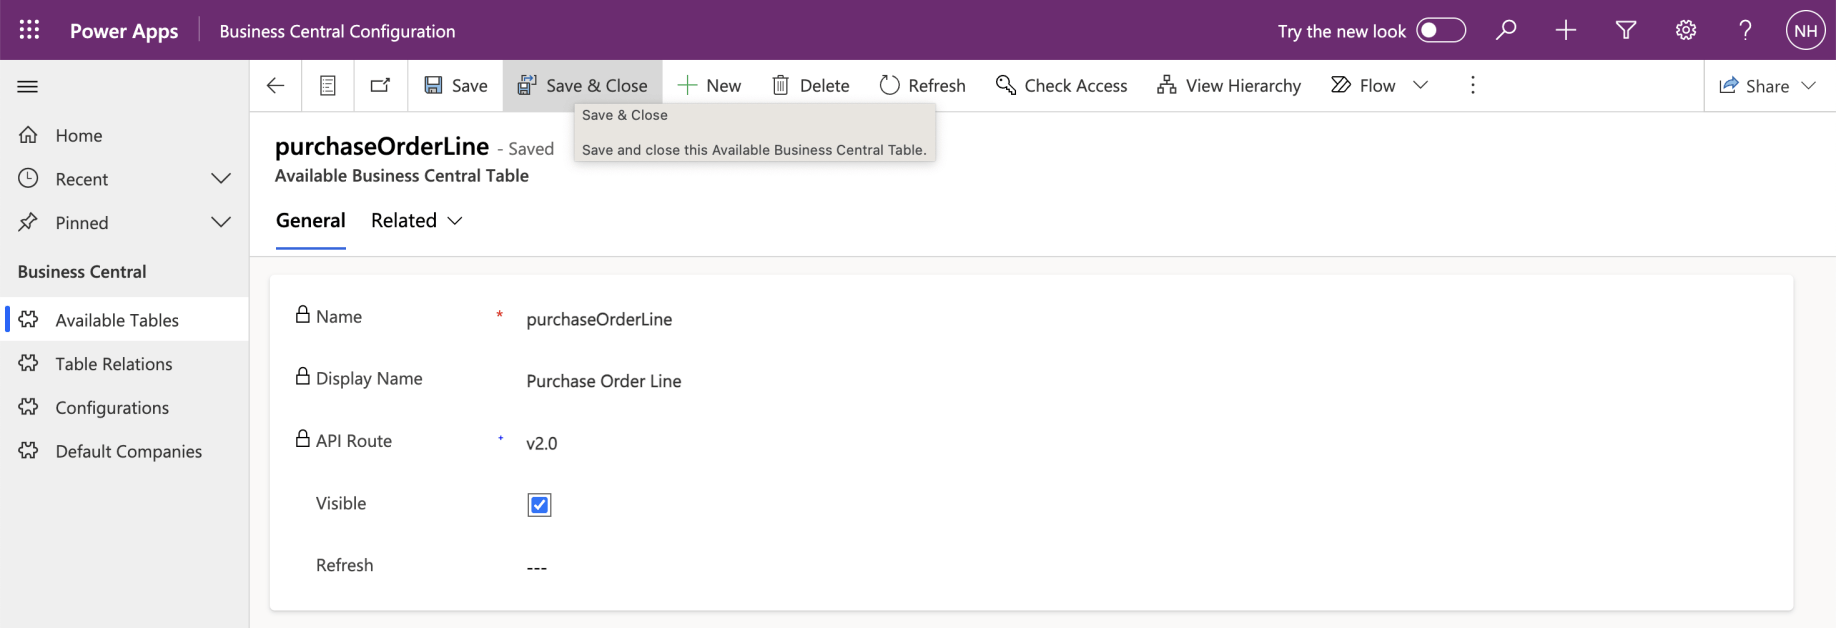 Power Apps
Business Central Configuration
Try the new look
?
NH
Save
Save & Close
New
Delete
Refresh
Check Access
View Hierarchy
Flow
Share
Save & Close
Save and close this Available Business Central Table.
Home
Recent
Pinned
Business Central
Available Tables
Table Relations
Configurations
Default Companies
purchaseOrderLine - Saved
Available Business Central Table
General
Related
Name * purchaseOrderLine
Display Name Purchase Order Line
API Route + v2.0
Visible
Refresh ---